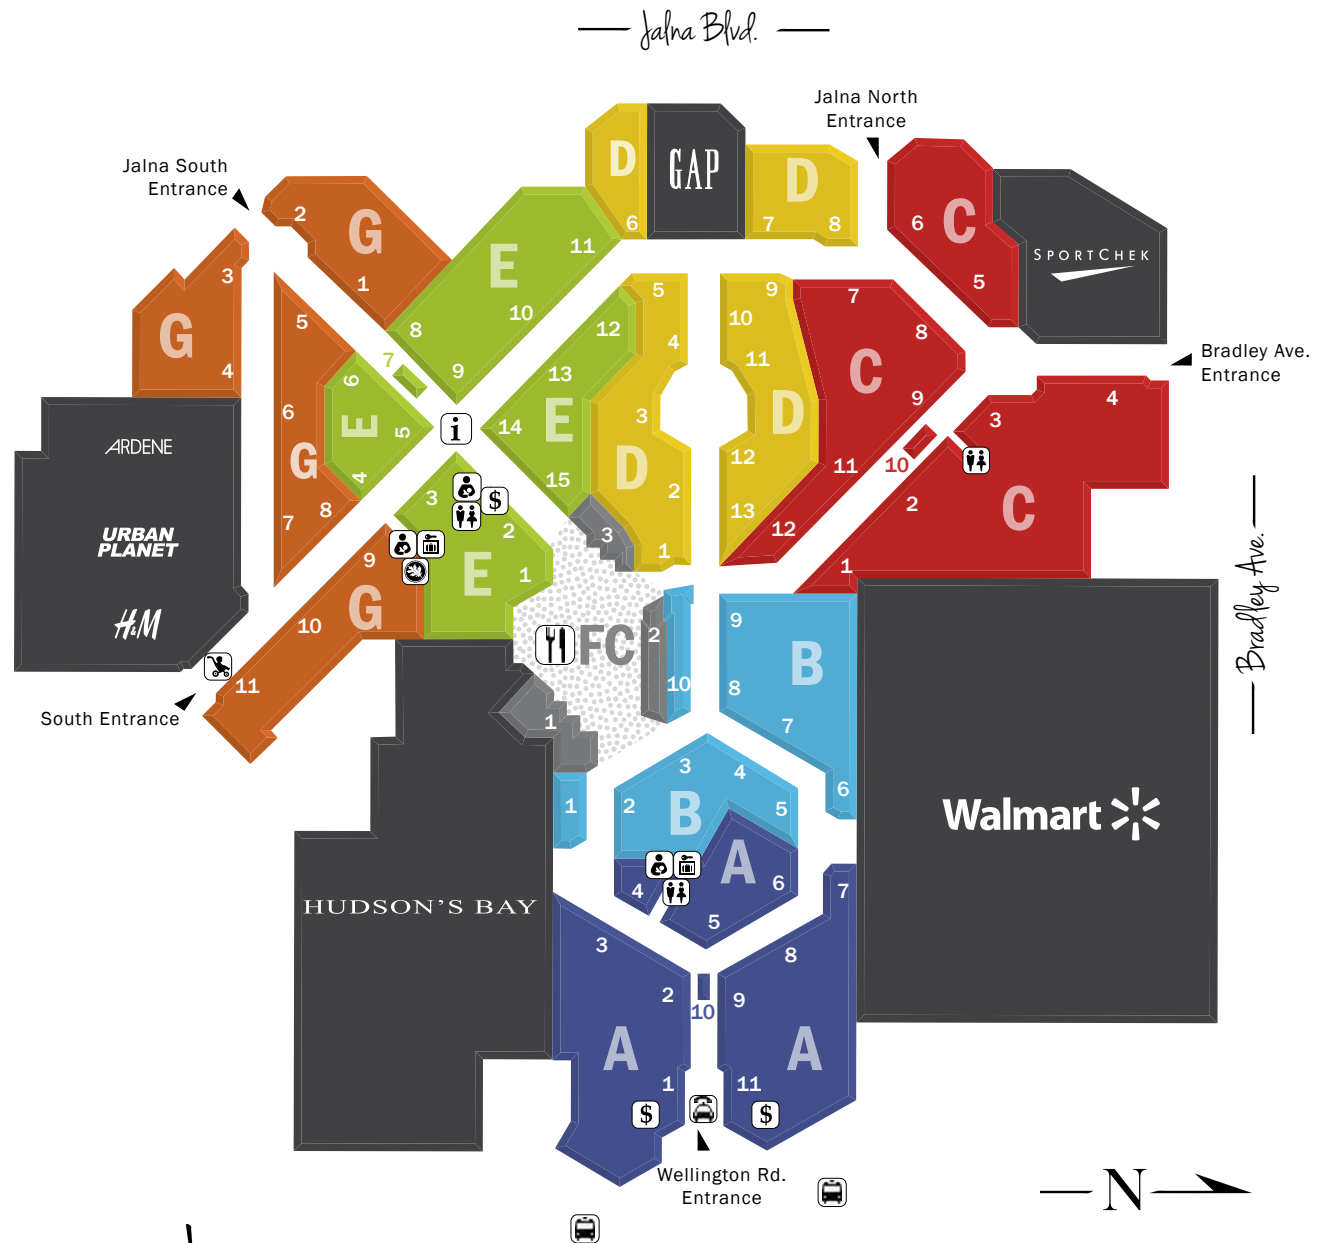 Jalna Blvd.
Jalna North
Entrance
Jalna South
Entrance
D
GAP
D
6
7
8
C
6
5
SPORTCHEK
2
G
1
E
11
10
8
9
3
G
4
5
6
G
7
8
7
6
E
5
4
i
12
13
E
14
15
5
4
3
D
2
1
9
10
11
D
12
13
7
8
C
9
11
10
12
Bradley Ave.
Entrance
4
3
2
C
1
ARDENE
URBAN
PLANET
H&M
3
$
2
E
1
9
G
10
11
South Entrance
3
FC
2
1
10
9
B
8
7
6
Bradley Ave.
Walmart
1
3
4
2
B
5
A
4
6
5
7
HUDSON'S BAY
3
2
A
1
$
10
8
9
A
11
$
Wellington Rd.
Entrance
N